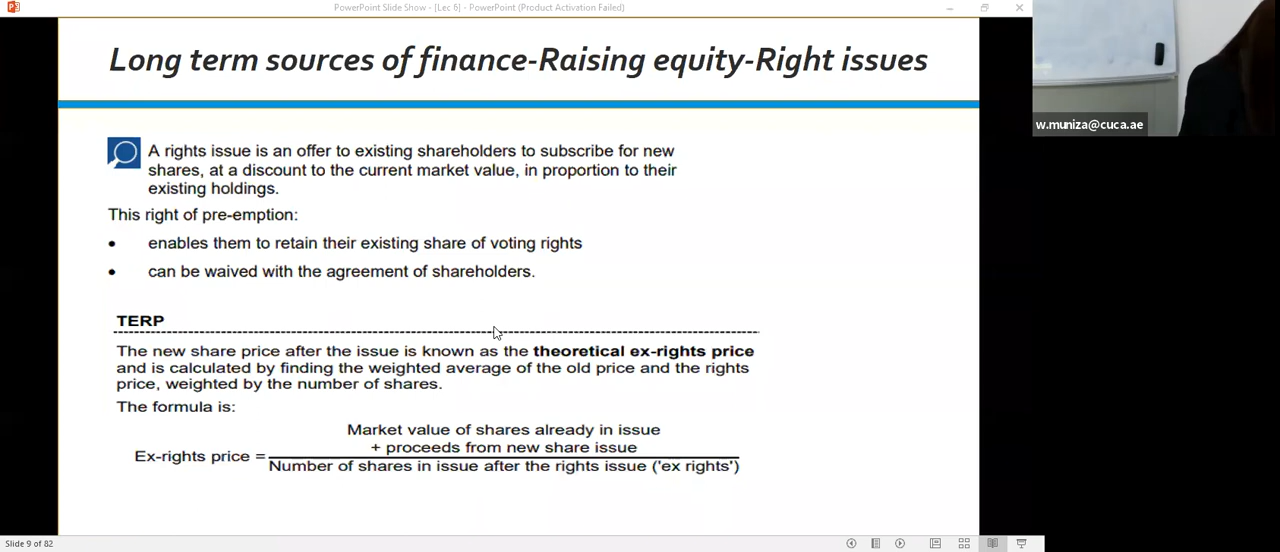 PowerPoint Slide Show - [Lec 6] - PowerPoint (Product Activation Failed)
Long term sources of finance-Raising equity-Right issues
w.muniza@cuca.ae
A rights issue is an offer to existing shareholders to subscribe for new
shares, at a discount to the current market value, in proportion to their
existing holdings.
This right of pre-emption:
• enables them to retain their existing share of voting rights
• can be waived with the agreement of shareholders.
TERP
The new share price after the issue is known as the theoretical ex-rights price
and is calculated by finding the weighted average of the old price and the rights
price, weighted by the number of shares.
The formula is:
Market value of shares already in issue
+ proceeds from new share issue
Ex-rights price =
Number of shares in issue after the rights issue ('ex rights')
Slide 9 of 82